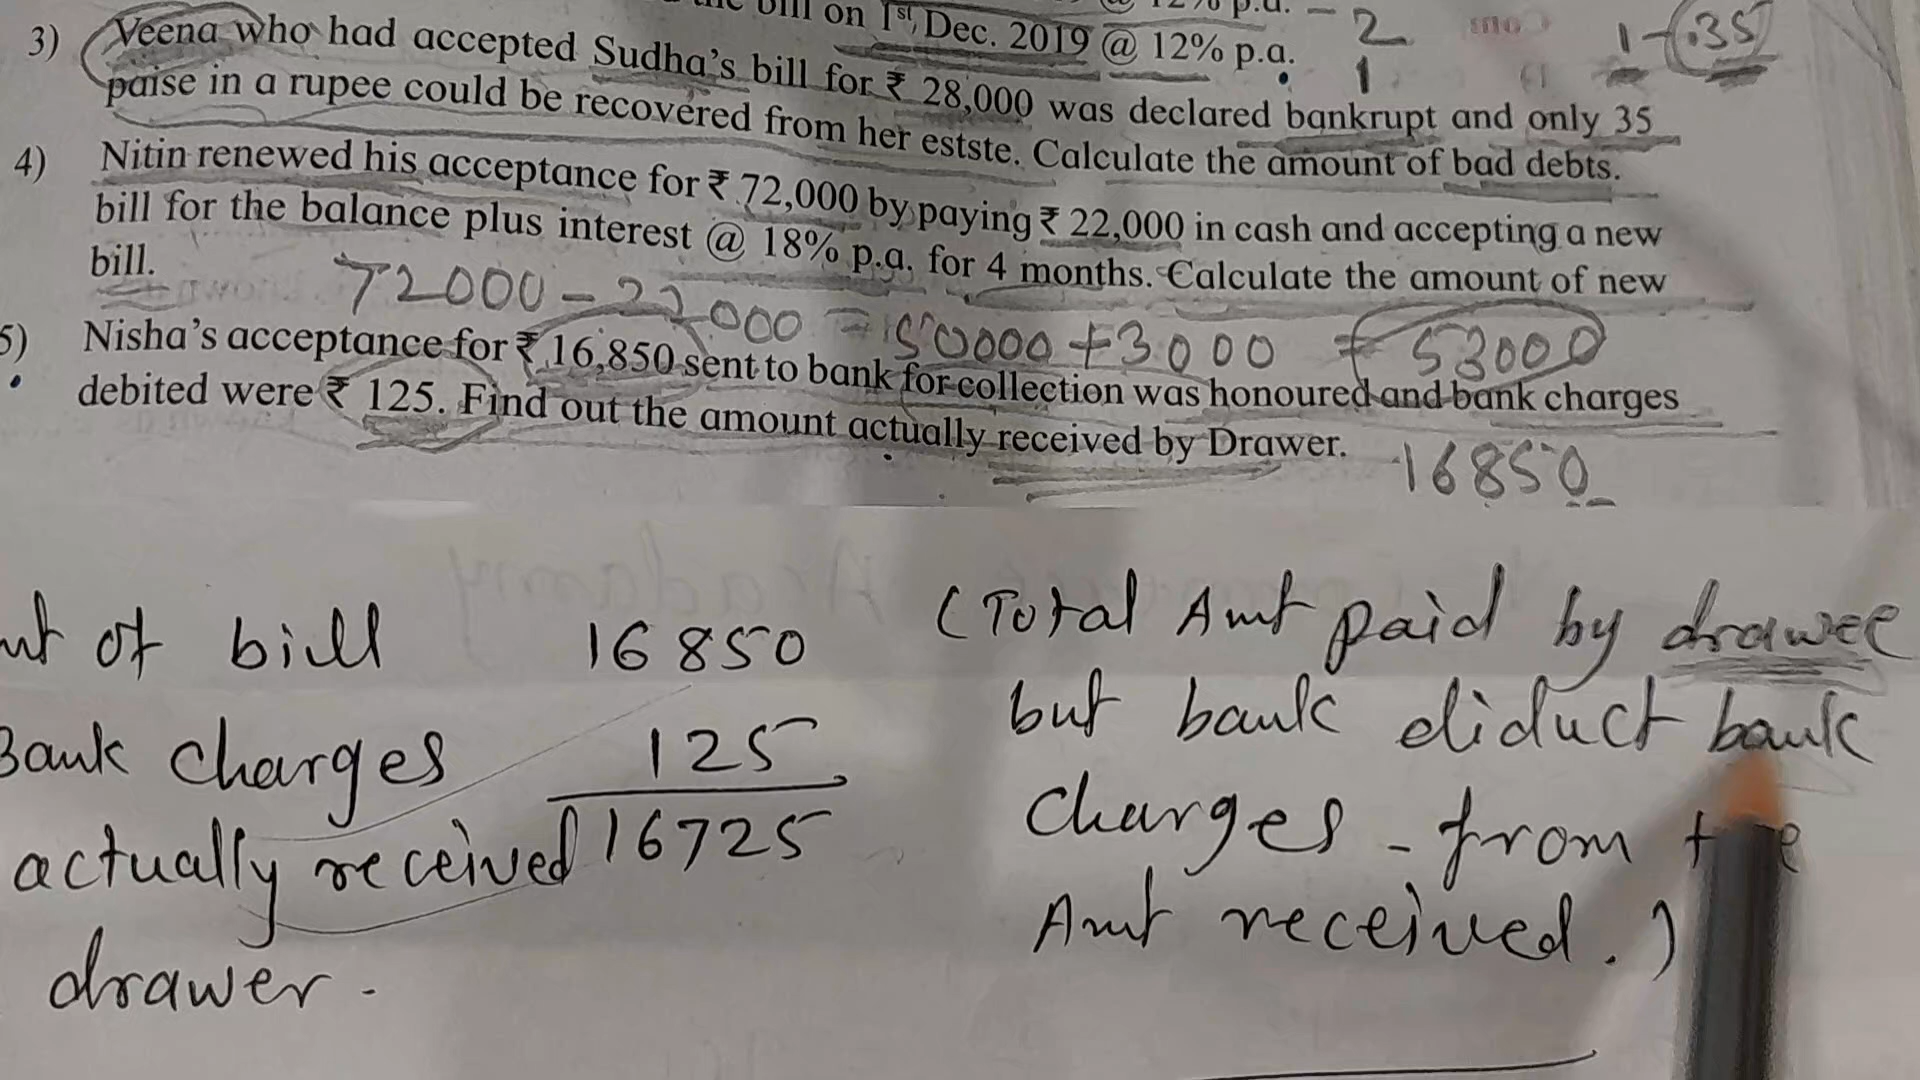 the bill on 1st Dec. 2019 @ 12% p.a. - 2
1 1-.35
3) Veena who had accepted Sudha's bill for ₹ 28,000 was declared bankrupt and only 35
paise in a rupee could be recovered from her estste. Calculate the amount of bad debts.
4) Nitin renewed his acceptance for ₹ 72,000 by paying ₹ 22,000 in cash and accepting a new
bill for the balance plus interest @ 18% p.a. for 4 months. Calculate the amount of new
bill.
72000 - 22000 = 50000 + 3000 = 53000
5) Nisha's acceptance for ₹ 16,850 sent to bank for collection was honoured and bank charges
debited were ₹ 125. Find out the amount actually received by Drawer.
16850
of bill 16850
Bank charges 125
actually received 16725
drawer.
(Total Amt paid by drawee
but bank diduct bank
charges - from
Amt received.)